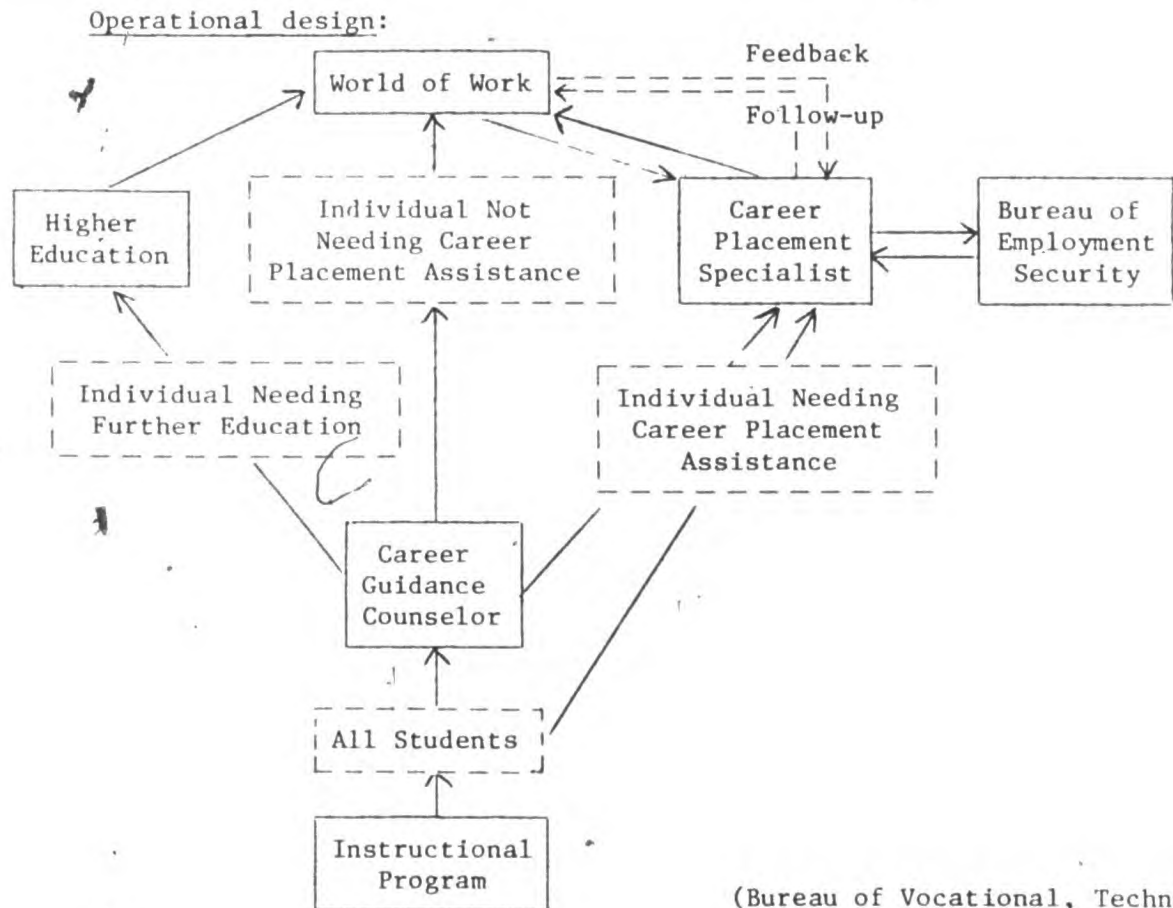 Operational design:
Feedback
World of Work
Follow-up
Higher
Education
Individual Not
Needing Career
Placement Assistance
Career
Placement
Specialist
Bureau of
Employment
Security
Individual Needing
Further Education
Individual Needing
Career Placement
Assistance
Career
Guidance
Counselor
All Students
Instructional
Program
(Bureau of Vocational, Techn